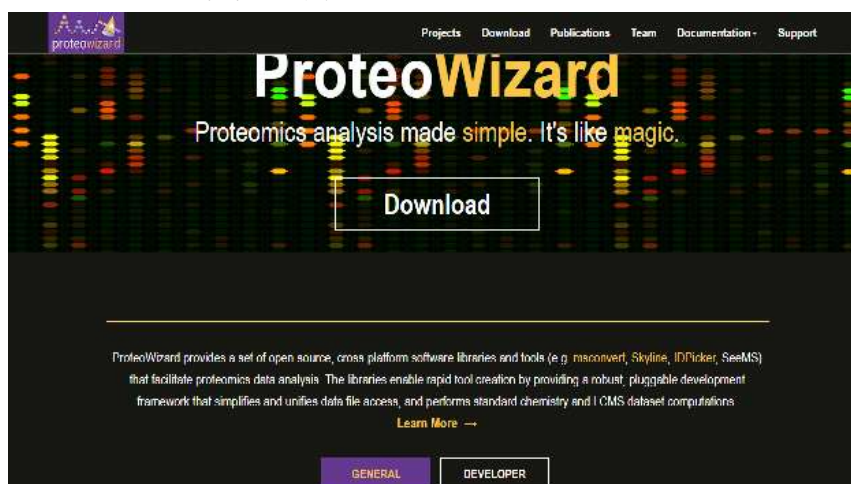 proteowizard
Projects Download Publications Team Documentation Support
ProteoWizard
Proteomics analysis made simple. It's like magic.
Download
ProteoWizard provides a set of open source, cross platform software libraries and tools (e.g. msconvert, Skyline, IDPicker, SeeMS)
that facilitate proteomics data analysis. The libraries enable rapid tool creation by providing a robust, pluggable development
framework that simplifies and unifies data file access, and performs standard chemistry and LCMS dataset computations.
Learn More →
GENERAL DEVELOPER